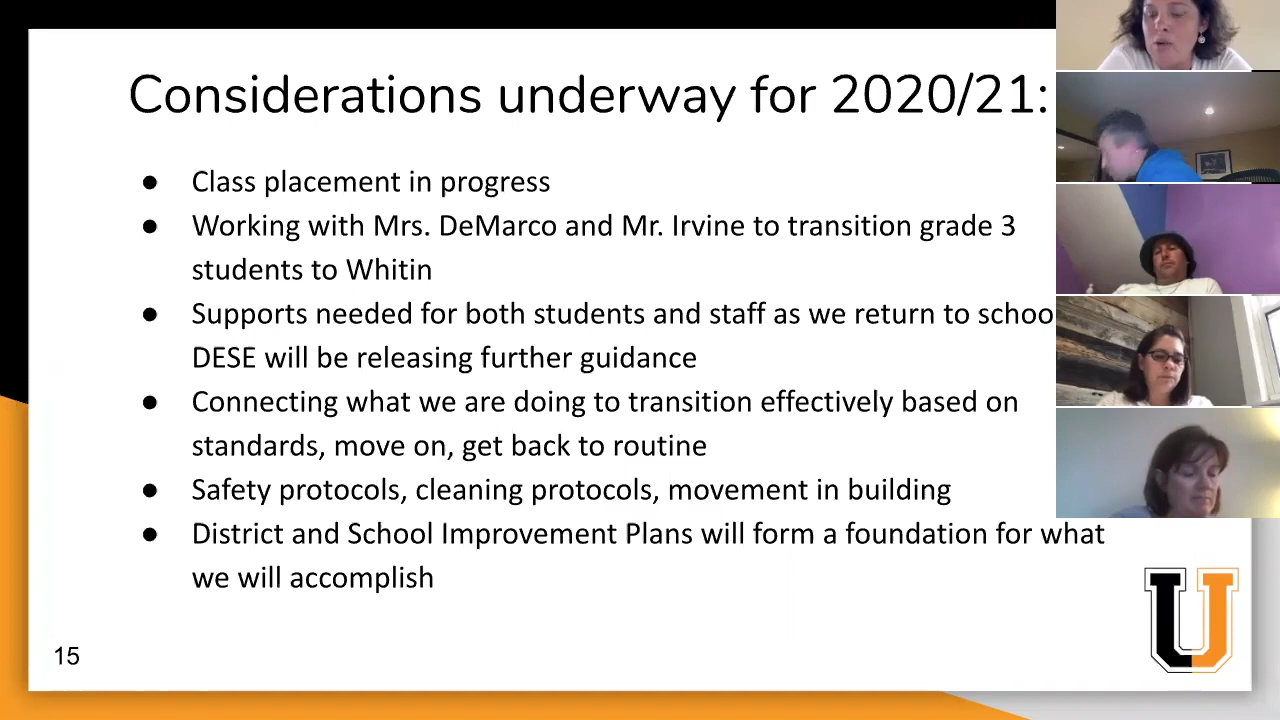 Considerations underway for 2020/21:
● Class placement in progress
● Working with Mrs. DeMarco and Mr. Irvine to transition grade 3
students to Whitin
● Supports needed for both students and staff as we return to schoo
DESE will be releasing further guidance
● Connecting what we are doing to transition effectively based on
standards, move on, get back to routine
● Safety protocols, cleaning protocols, movement in building
● District and School Improvement Plans will form a foundation for what
we will accomplish
15
U